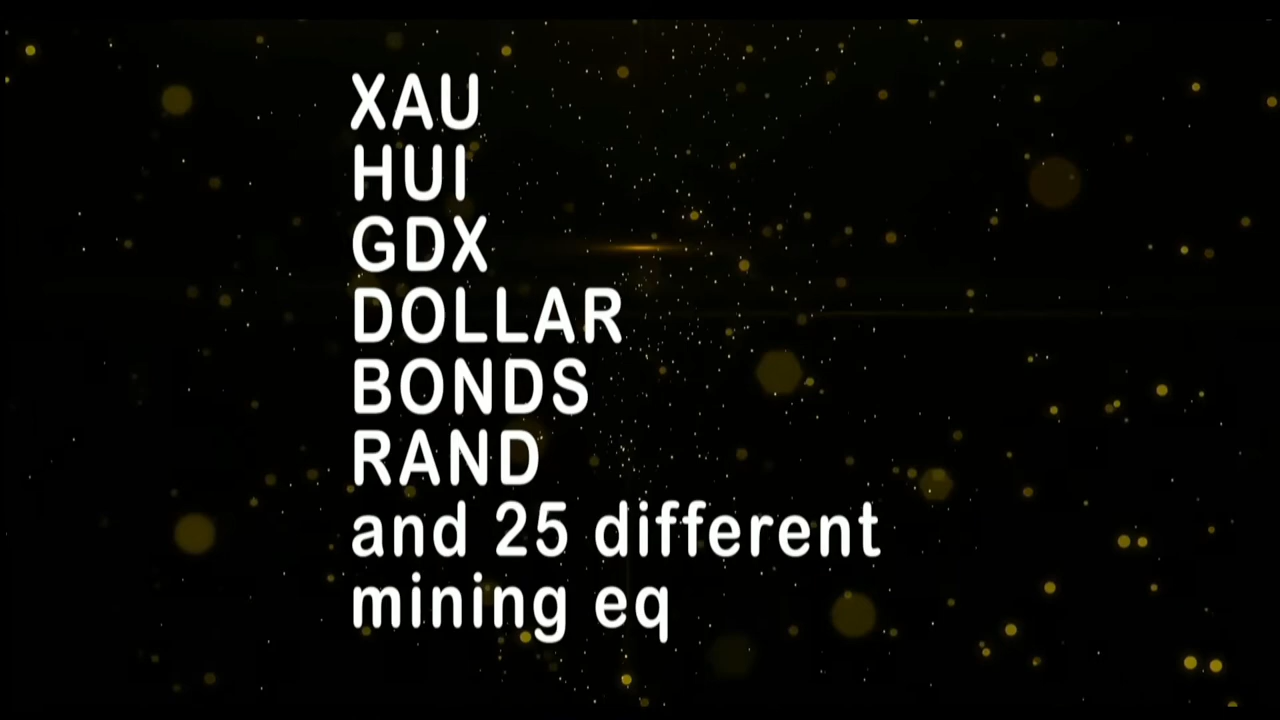 XAU
HUI
GDX
DOLLAR
BONDS
RAND
and 25 different
mining eq